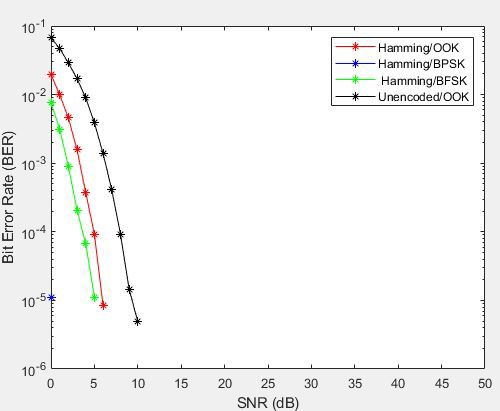 10-1
10-2
10-3
10-4
10-5
10-6
Bit Error Rate (BER)
Hamming/OOK
Hamming/BPSK
Hamming/BFSK
Unencoded/OOK
0 5 10 15 20 25 30 35 40 45 50
SNR (dB)